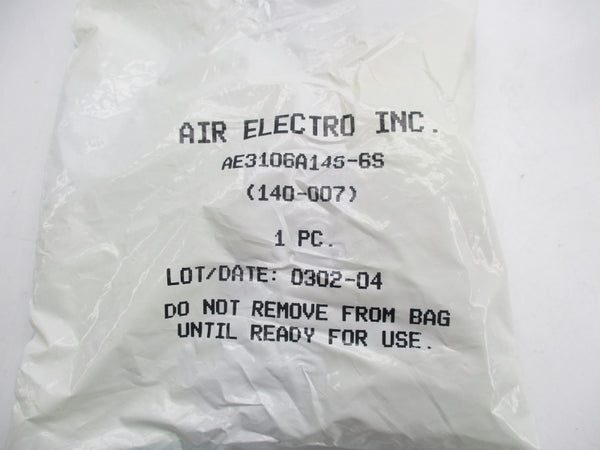 AIR ELECTRO INC.
AE3106A14S-6S
(140-007)
1 PC.
LOT/DATE: 0302-04
DO NOT REMOVE FROM BAG
UNTIL READY FOR USE.